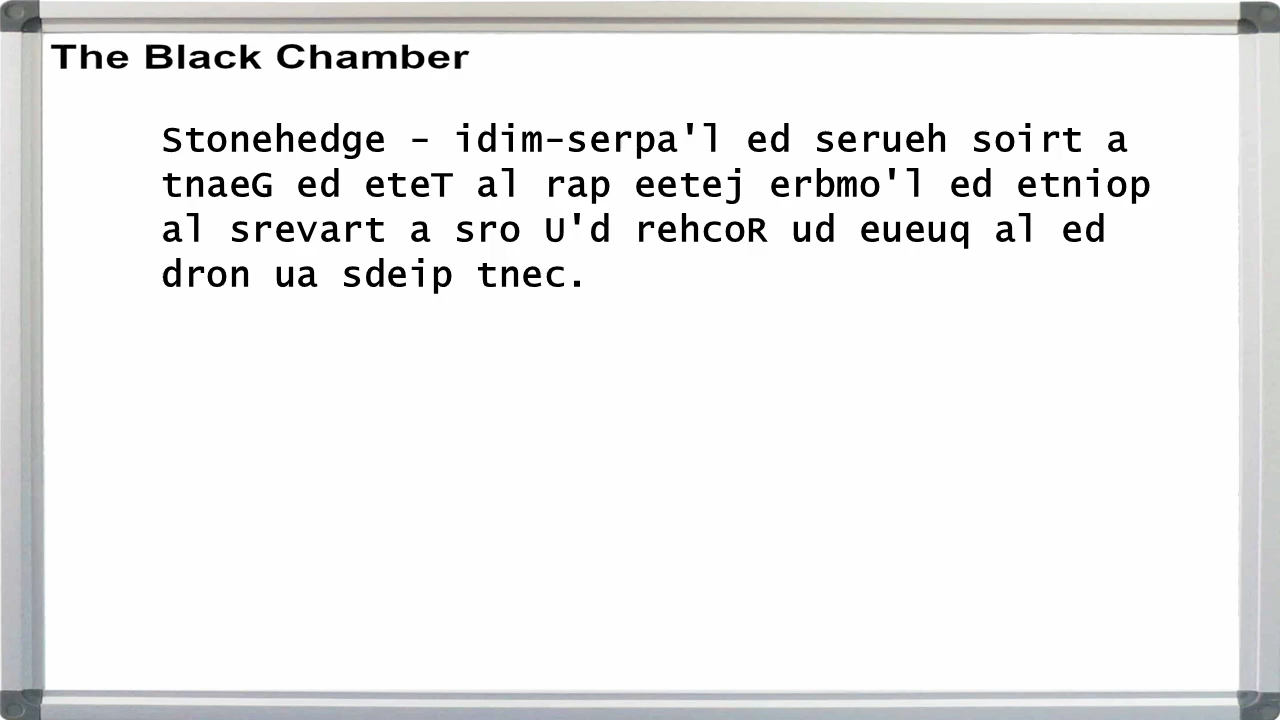 The Black Chamber
Stonehedge - idim-serpa'l ed serueh soirt a
tnaeG ed eteT al rap eetej erbmo'l ed etniop
al srevart a sro U'd rehcoR ud eueuq al ed
dron ua sdeip tnec.